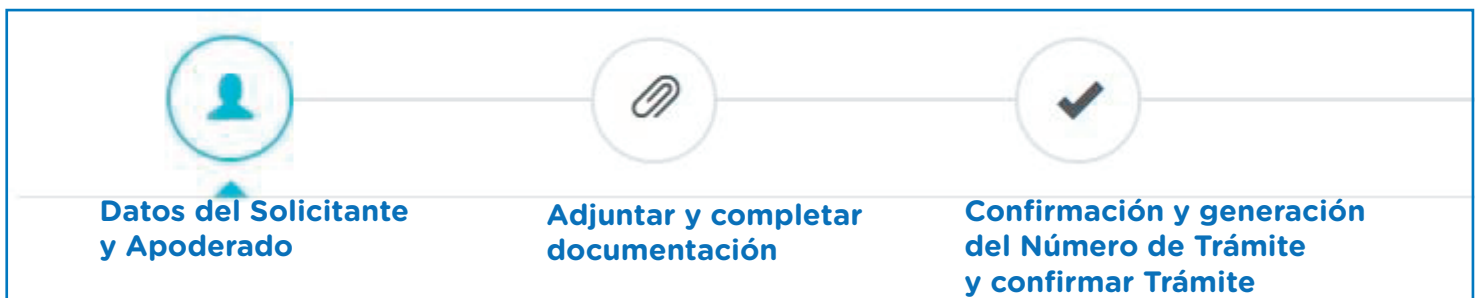 Datos del Solicitante
y Apoderado
Adjuntar y completar
documentación
Confirmación y generación
del Número de Trámite
y confirmar Trámite